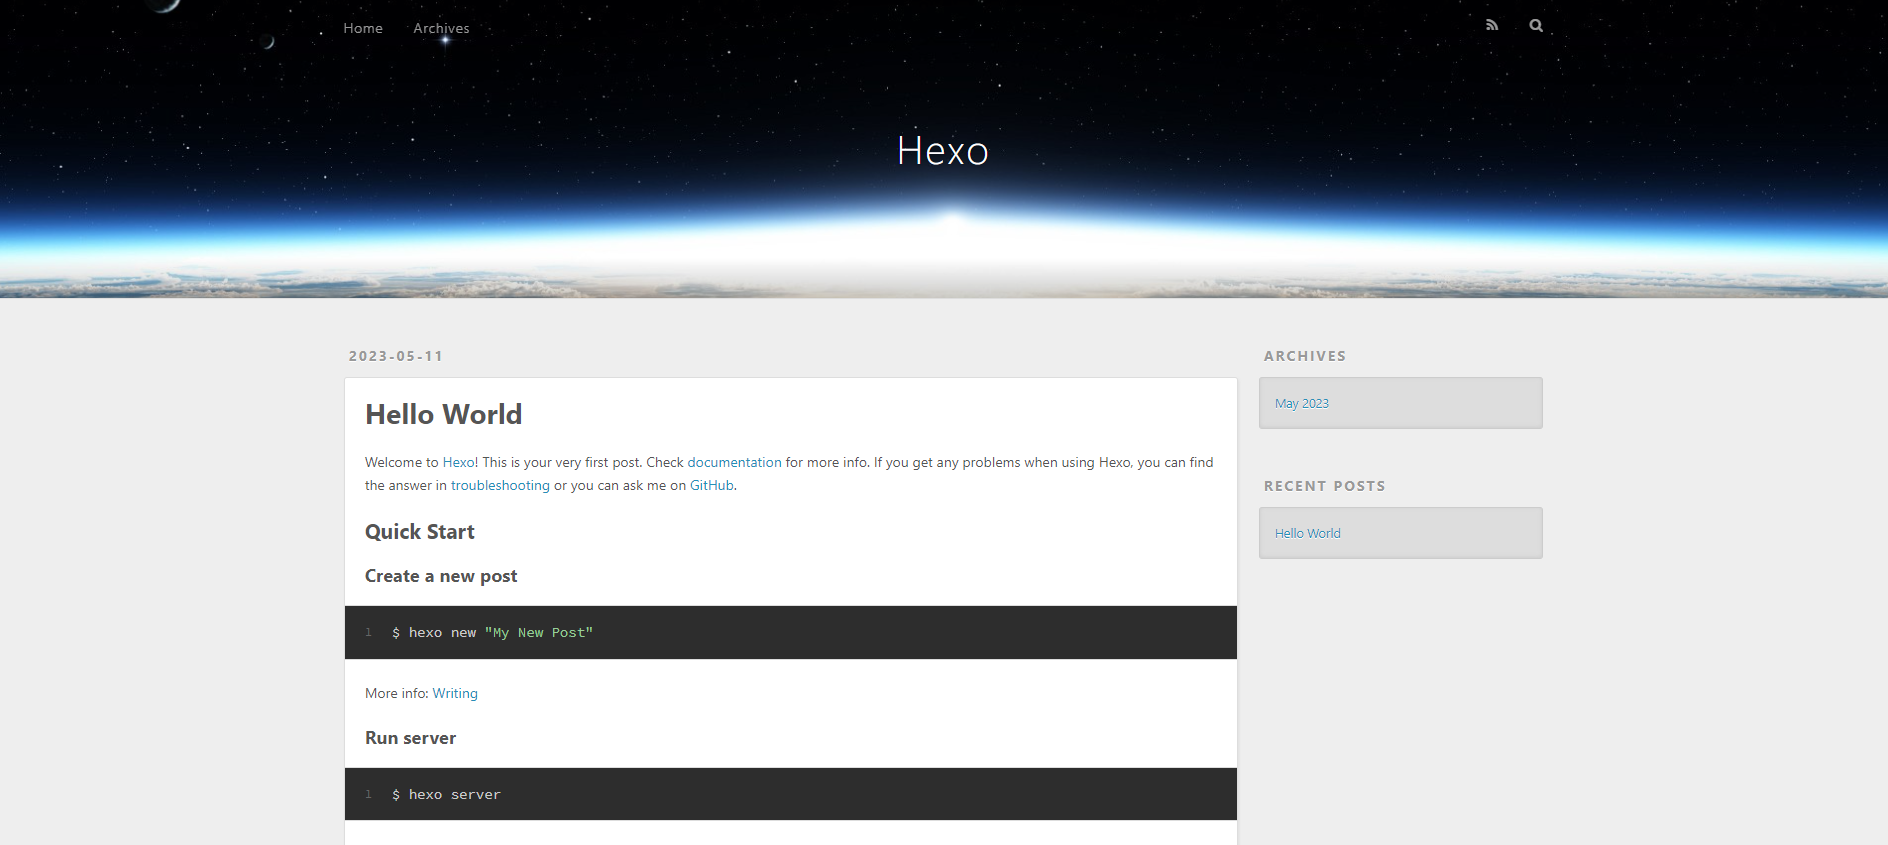 Home Archives
Hexo
2023-05-11
Hello World
Welcome to Hexo! This is your very first post. Check documentation for more info. If you get any problems when using Hexo, you can find
the answer in troubleshooting or you can ask me on GitHub.
Quick Start
Create a new post
1 $ hexo new "My New Post"
More info: Writing
Run server
1 $ hexo server
ARCHIVES
May 2023
RECENT POSTS
Hello World